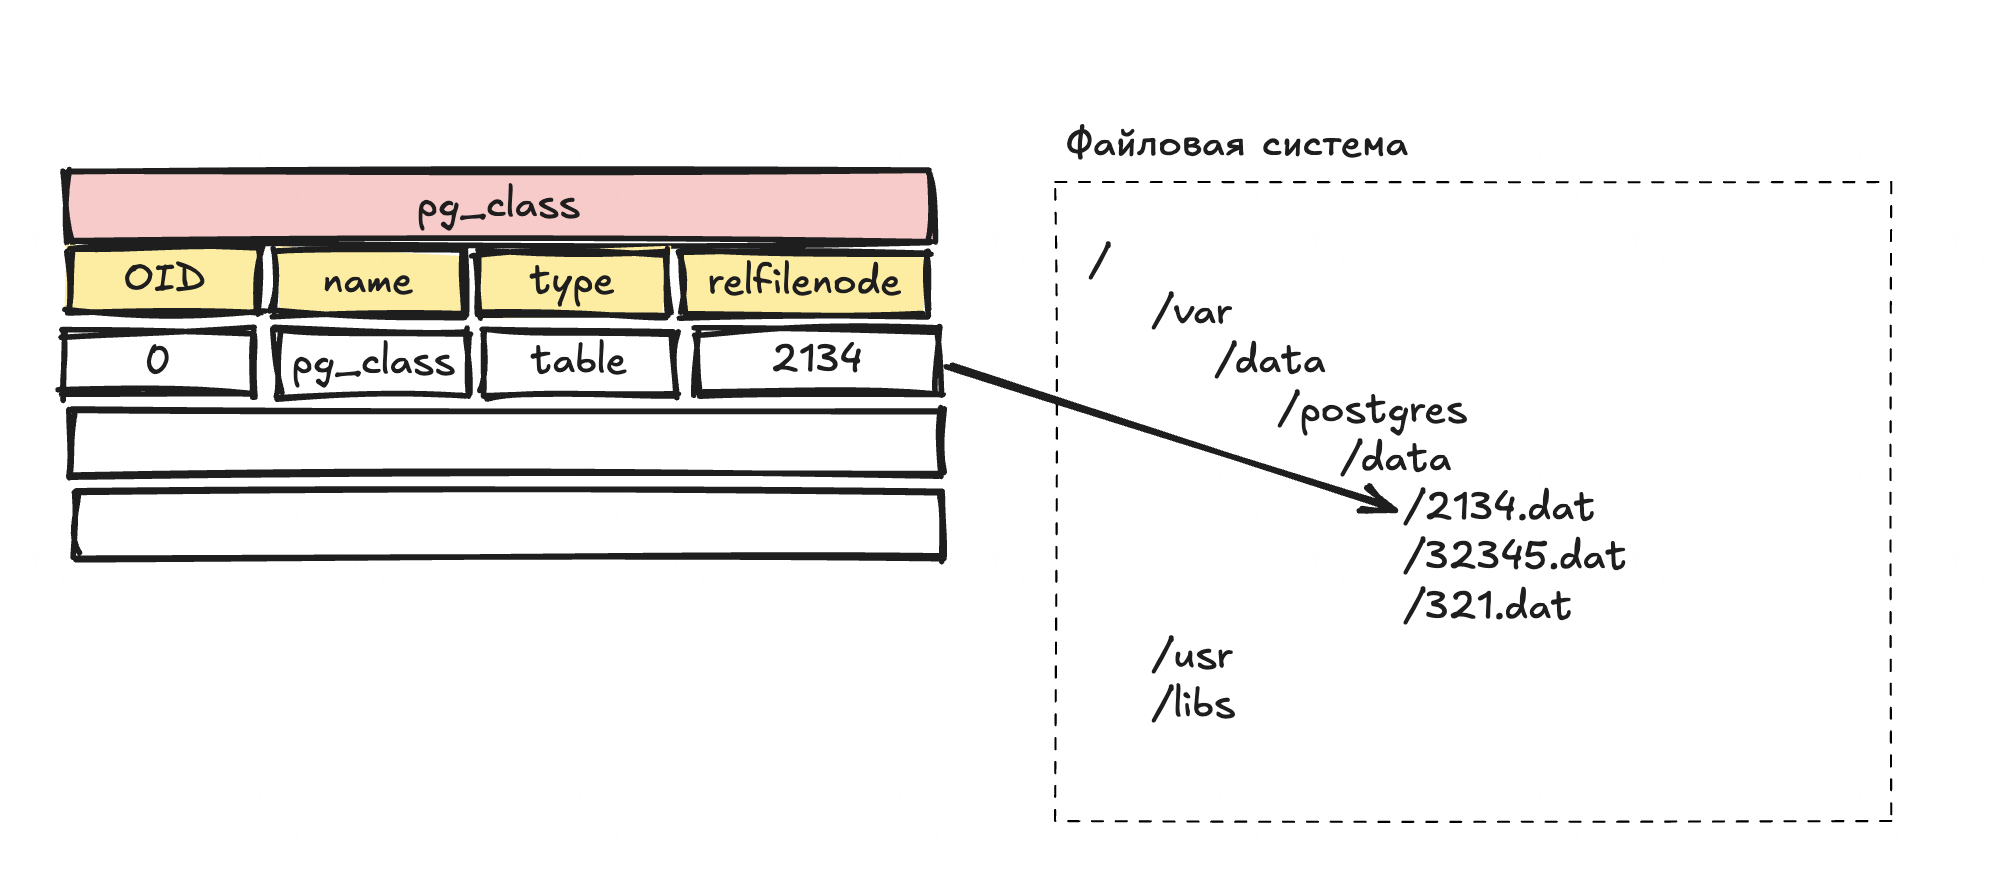 pg_class
OID name type relfilenode
0 pg_class table 2134
Файловая система
/
/var
/data
/postgres
/data
/2134.dat
/32345.dat
/321.dat
/usr
/libs